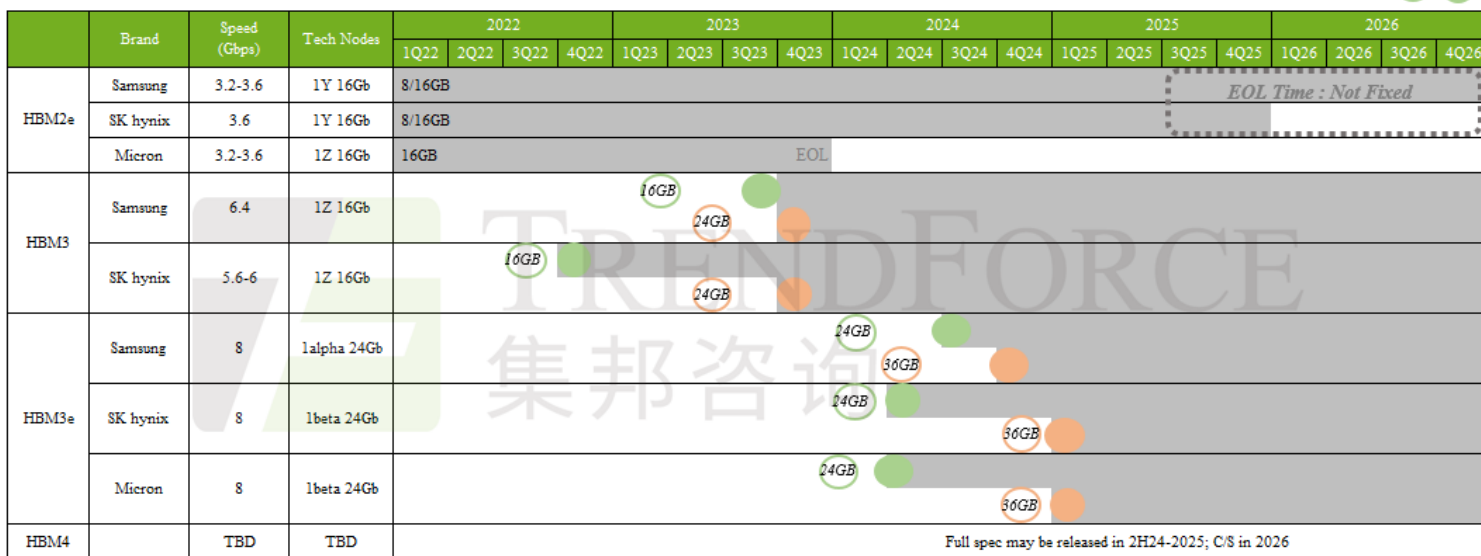 Brand Speed (Gbps) Tech Nodes 2022 2023 2024 2025 2026
1Q22 2Q22 3Q22 4Q22 1Q23 2Q23 3Q23 4Q23 1Q24 2Q24 3Q24 4Q24 1Q25 2Q25 3Q25 4Q25 1Q26 2Q26 3Q26 4Q26
HBM2e
Samsung 3.2-3.6 1Y 16Gb 8/16GB
EOL Time : Not Fixed
SK hynix 3.6 1Y 16Gb 8/16GB
Micron 3.2-3.6 1Z 16Gb 16GB EOL
HBM3
Samsung 6.4 1Z 16Gb 16GB
24GB
SK hynix 5.6-6 1Z 16Gb 16GB
24GB
TRENDFORCE
集邦咨询
HBM3e
Samsung 8 1alpha 24Gb 24GB
36GB
SK hynix 8 1beta 24Gb 24GB
36GB
Micron 8 1beta 24Gb 24GB
36GB
HBM4 TBD TBD Full spec may be released in 2H24-2025; C/S in 2026